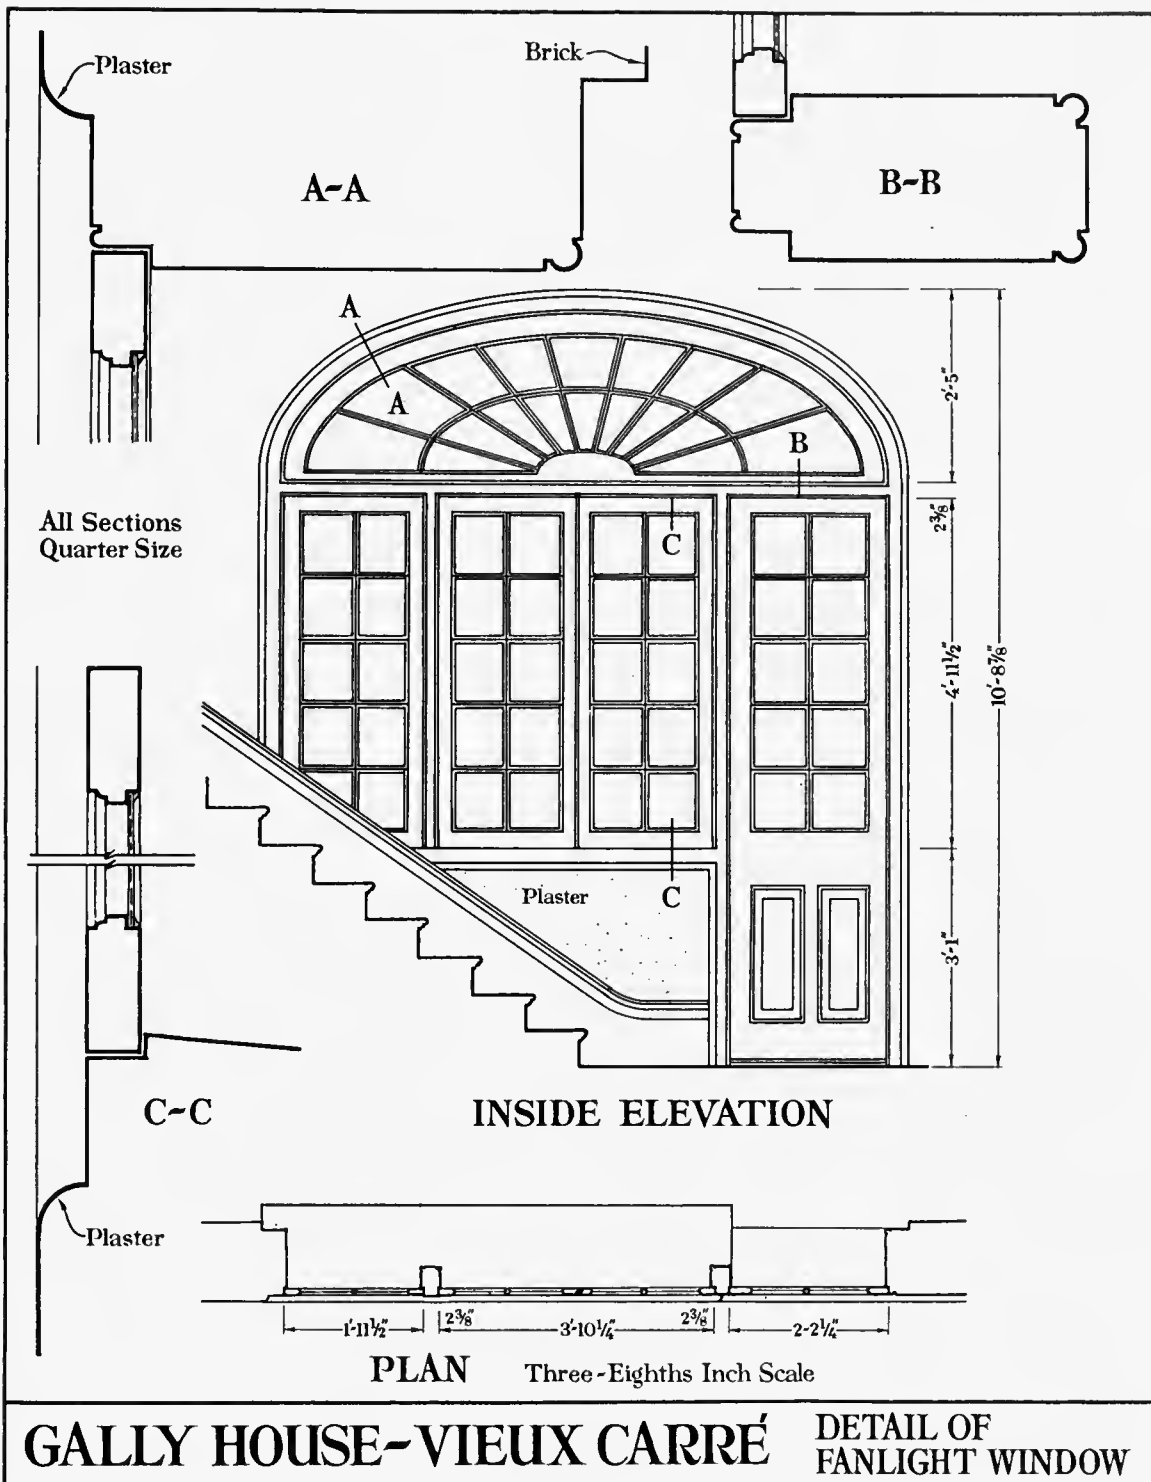 Plaster
Brick
A~A
B~B
A
A
B
C
2'-5"
2⅜"
4'-11½"
10'-8⅞"
3'-1"
All Sections
Quarter Size
Plaster
C
C~C
INSIDE ELEVATION
Plaster
1'-11½"
2⅜"
3'-10¼"
2⅜"
2-2¼"
PLAN Three-Eighths Inch Scale
GALLY HOUSE~VIEUX CARRÉ
DETAIL OF
FANLIGHT WINDOW